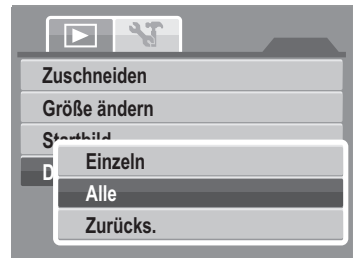 Zuschneiden
Größe ändern
Startbild
Einzeln
Alle
Zurücks.